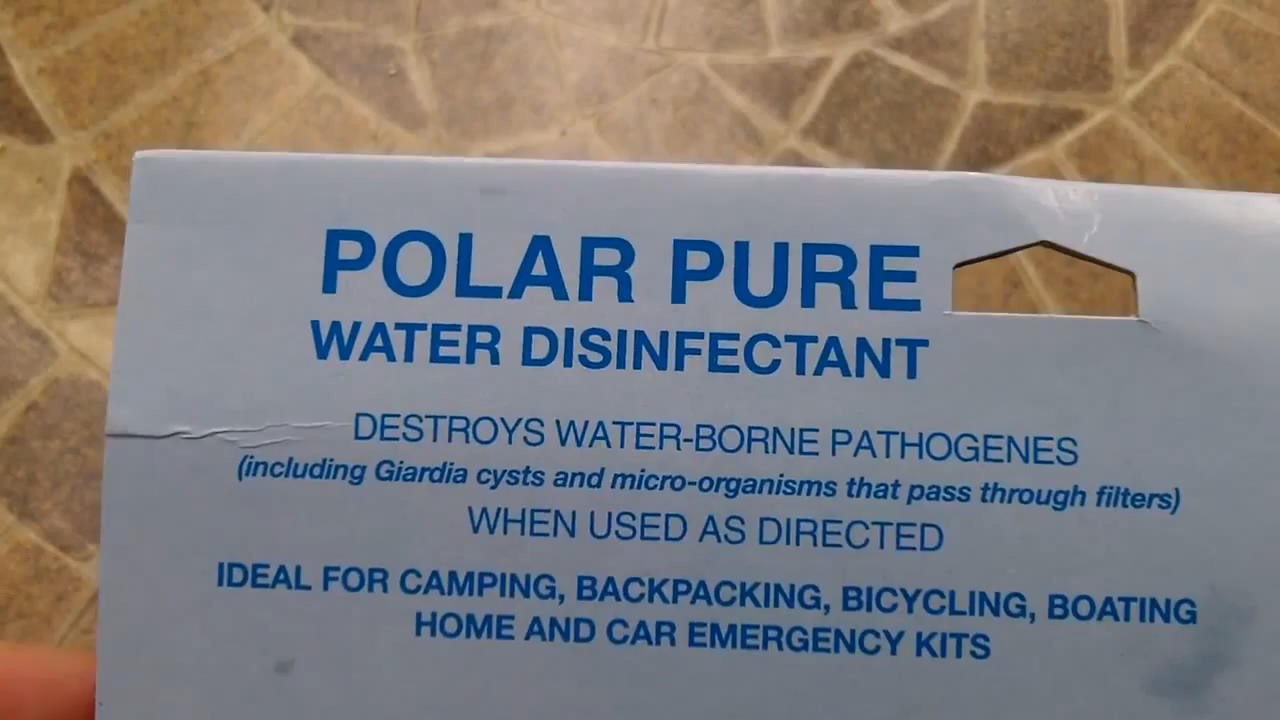 POLAR PURE
WATER DISINFECTANT
DESTROYS WATER-BORNE PATHOGENES
(including Giardia cysts and micro-organisms that pass through filters)
WHEN USED AS DIRECTED
IDEAL FOR CAMPING, BACKPACKING, BICYCLING, BOATING
HOME AND CAR EMERGENCY KITS